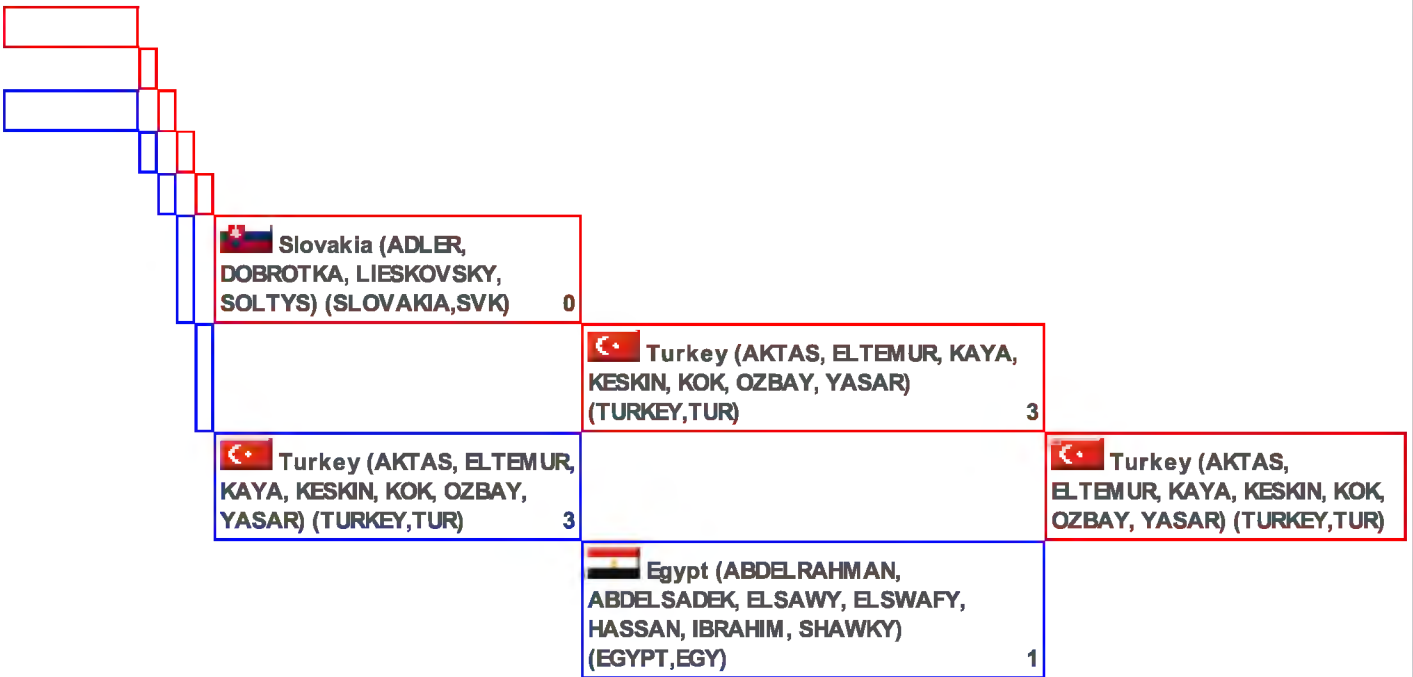 Slovakia (ADLER,
DOBROTKA, LIESKOVSKY,
SOLTYS) (SLOVAKIA,SVK) 0
Turkey (AKTAS, ELTEMUR, KAYA,
KESKIN, KOK, OZBAY, YASAR)
(TURKEY,TUR) 3
Turkey (AKTAS, ELTEMUR,
KAYA, KESKIN, KOK, OZBAY,
YASAR) (TURKEY,TUR) 3
Turkey (AKTAS,
ELTEMUR, KAYA, KESKIN, KOK,
OZBAY, YASAR) (TURKEY,TUR)
Egypt (ABDELRAHMAN,
ABDELSADEK, ELSAWY, ELSWAFY,
HASSAN, IBRAHIM, SHAWKY)
(EGYPT,EGY) 1